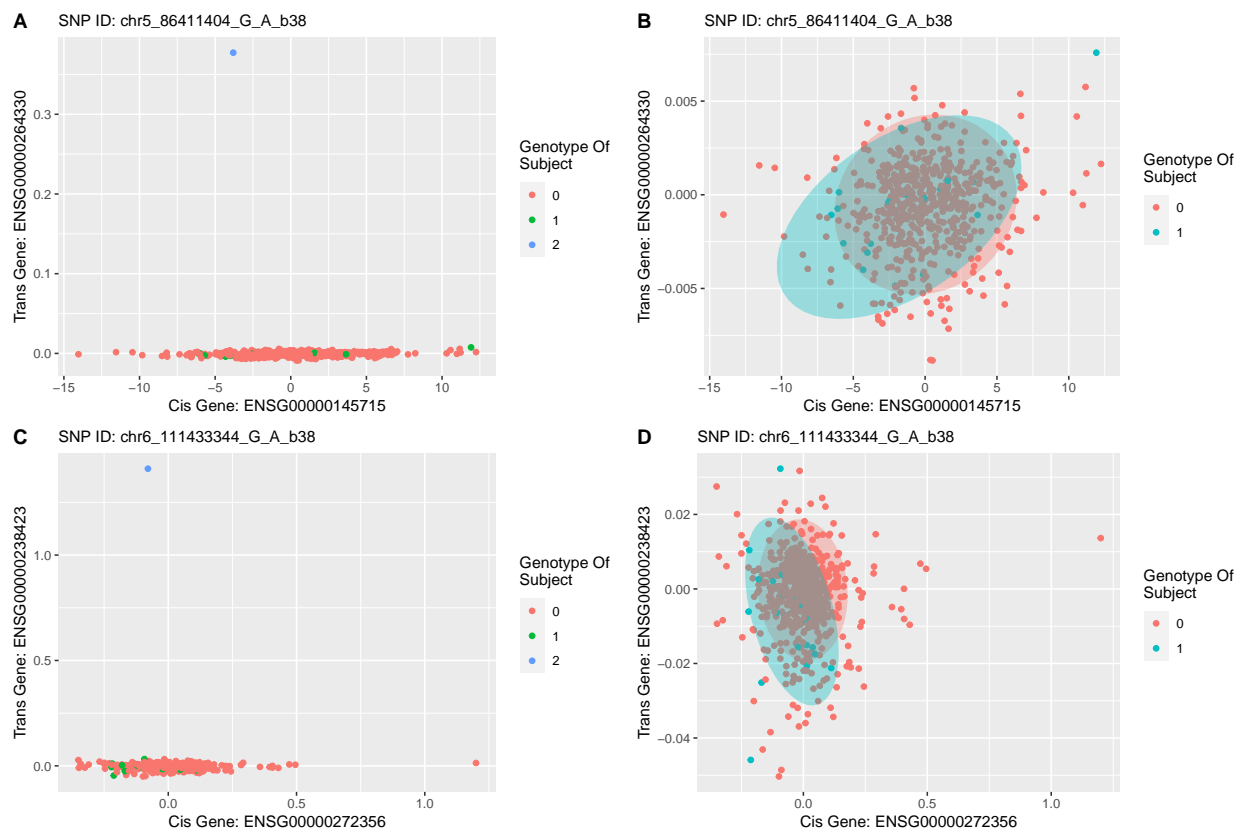 A
SNP ID: chr5_86411404_G_A_b38
Trans Gene: ENSG00000264330
0.3
0.2
0.1
0.0
−15
−10
−5
0
5
10
Cis Gene: ENSG00000145715
Genotype Of
Subject
0
1
2
B
SNP ID: chr5_86411404_G_A_b38
Trans Gene: ENSG00000264330
0.005
0.000
−0.005
−15
−10
−5
0
5
10
Cis Gene: ENSG00000145715
Genotype Of
Subject
0
1
C
SNP ID: chr6_111433344_G_A_b38
Trans Gene: ENSG00000238423
1.0
0.5
0.0
0.0
0.5
1.0
Cis Gene: ENSG00000272356
Genotype Of
Subject
0
1
2
D
SNP ID: chr6_111433344_G_A_b38
Trans Gene: ENSG00000238423
0.02
0.00
−0.02
−0.04
0.0
0.5
1.0
Cis Gene: ENSG00000272356
Genotype Of
Subject
0
1